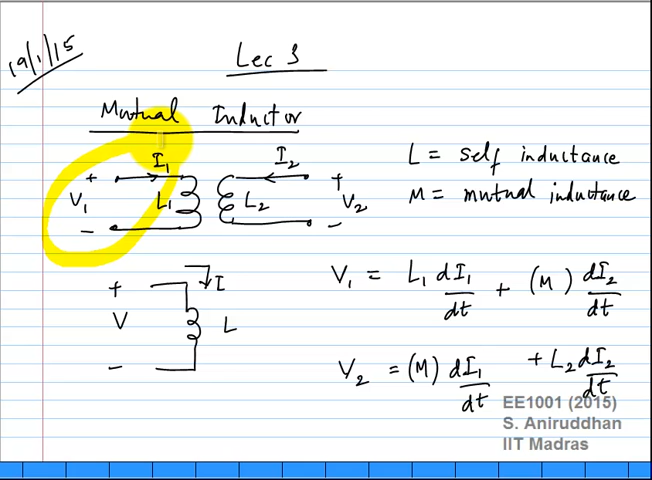 19/1/15
Lec 3
Mutual Inductor
I₁ I₂
+ + L = self inductance
V₁ L₁ L₂ V₂ M = mutual inductance
− −
+ I V₁ = L₁ dI₁/dt + (M) dI₂/dt
V L
− V₂ = (M) dI₁/dt + L₂ dI₂/dt
EE1001 (2015)
S. Aniruddhan
IIT Madras